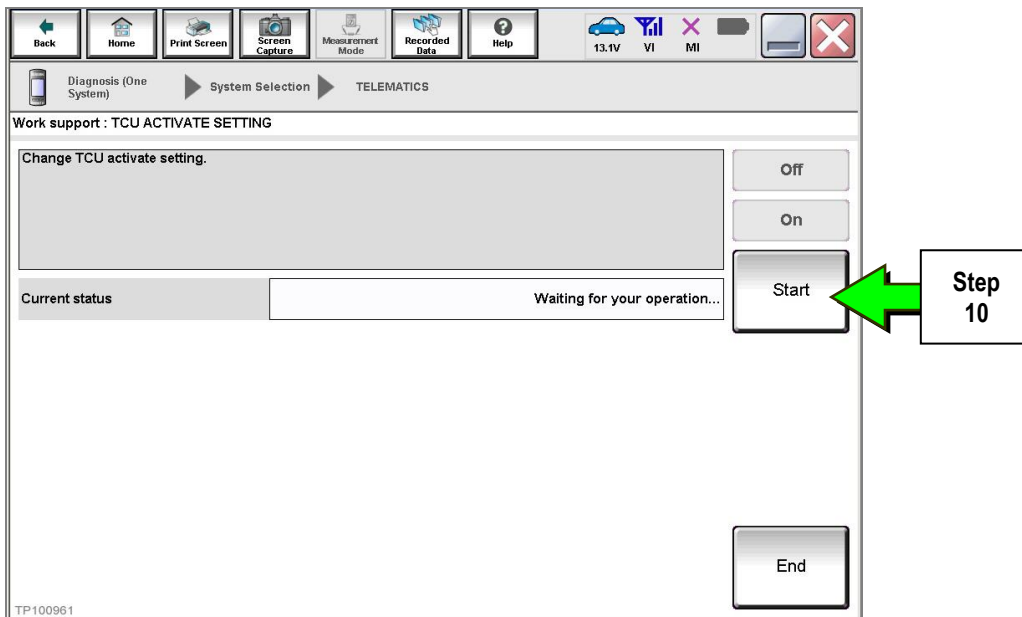 Back
Home
Print Screen
Screen
Capture
Measurement
Mode
Recorded
Data
Help
13.1V
VI
MI
Diagnosis (One
System)
System Selection
TELEMATICS
Work support : TCU ACTIVATE SETTING
Change TCU activate setting.
Off
On
Current status
Waiting for your operation...
Start
Step
10
End
TP100961